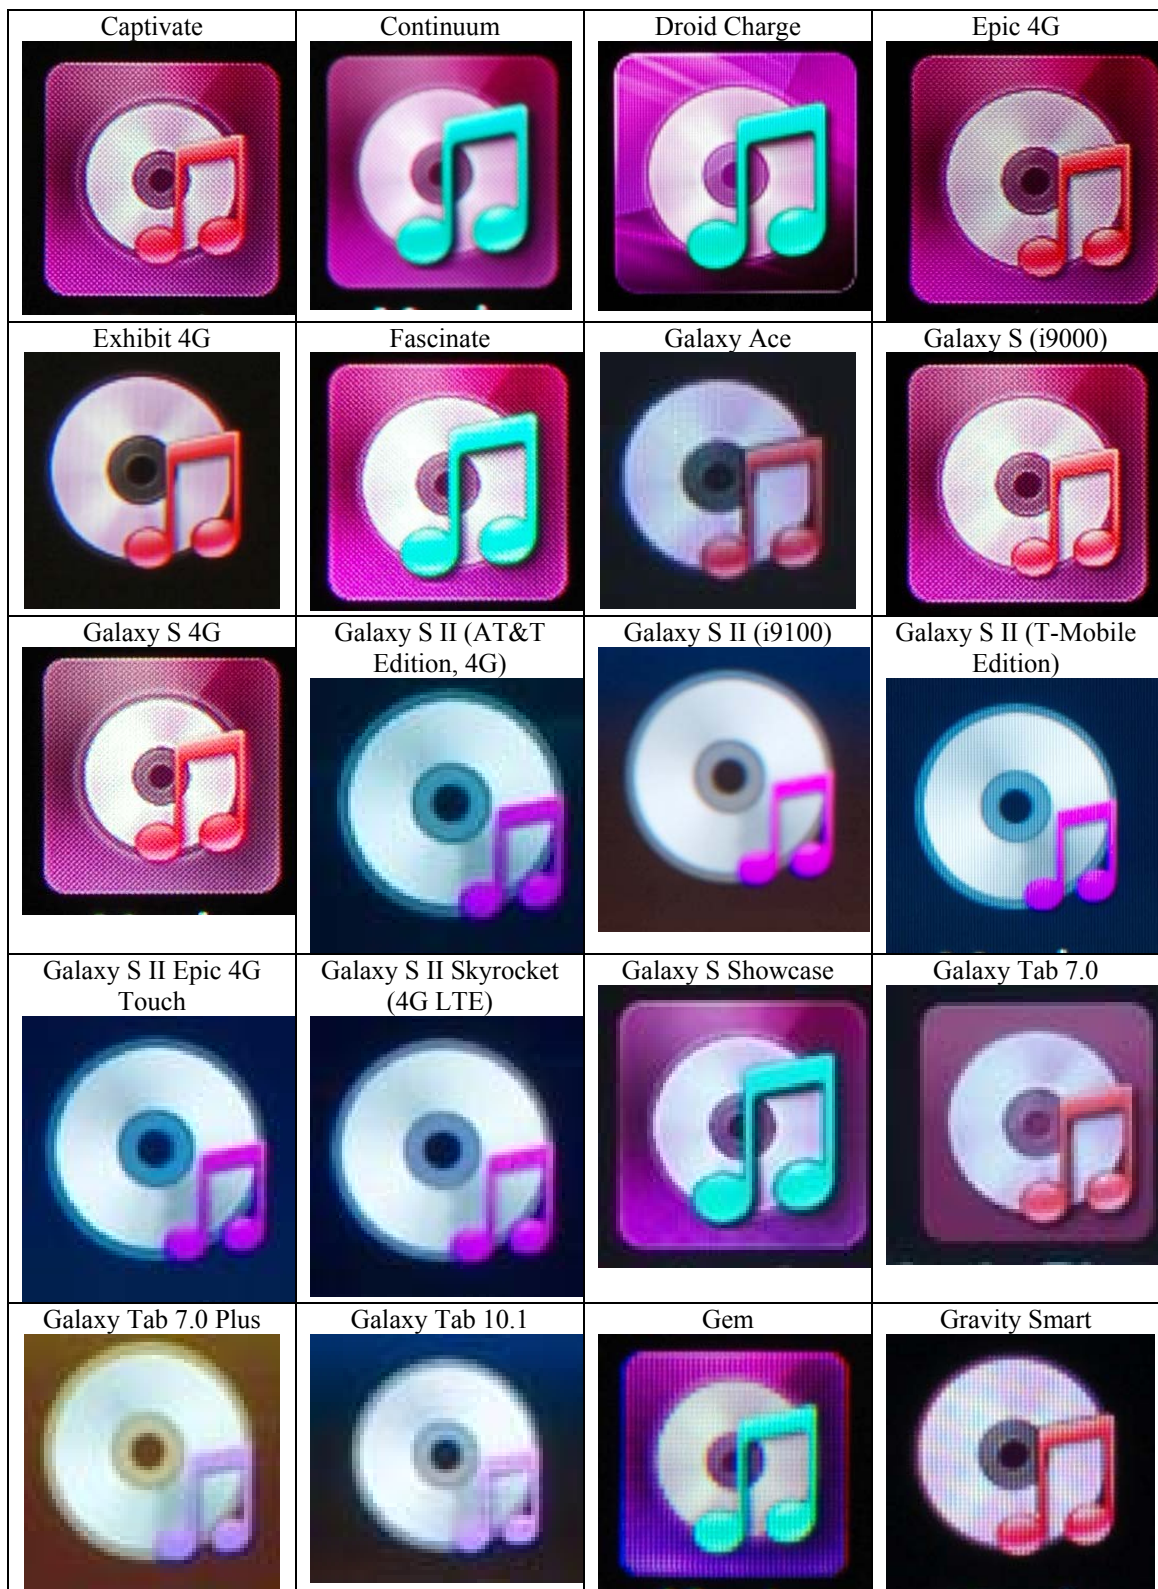 Captivate
Continuum
Droid Charge
Epic 4G
Exhibit 4G
Fascinate
Galaxy Ace
Galaxy S (i9000)
Galaxy S 4G
Galaxy S II (AT&T
Edition, 4G)
Galaxy S II (i9100)
Galaxy S II (T-Mobile
Edition)
Galaxy S II Epic 4G
Touch
Galaxy S II Skyrocket
(4G LTE)
Galaxy S Showcase
Galaxy Tab 7.0
Galaxy Tab 7.0 Plus
Galaxy Tab 10.1
Gem
Gravity Smart